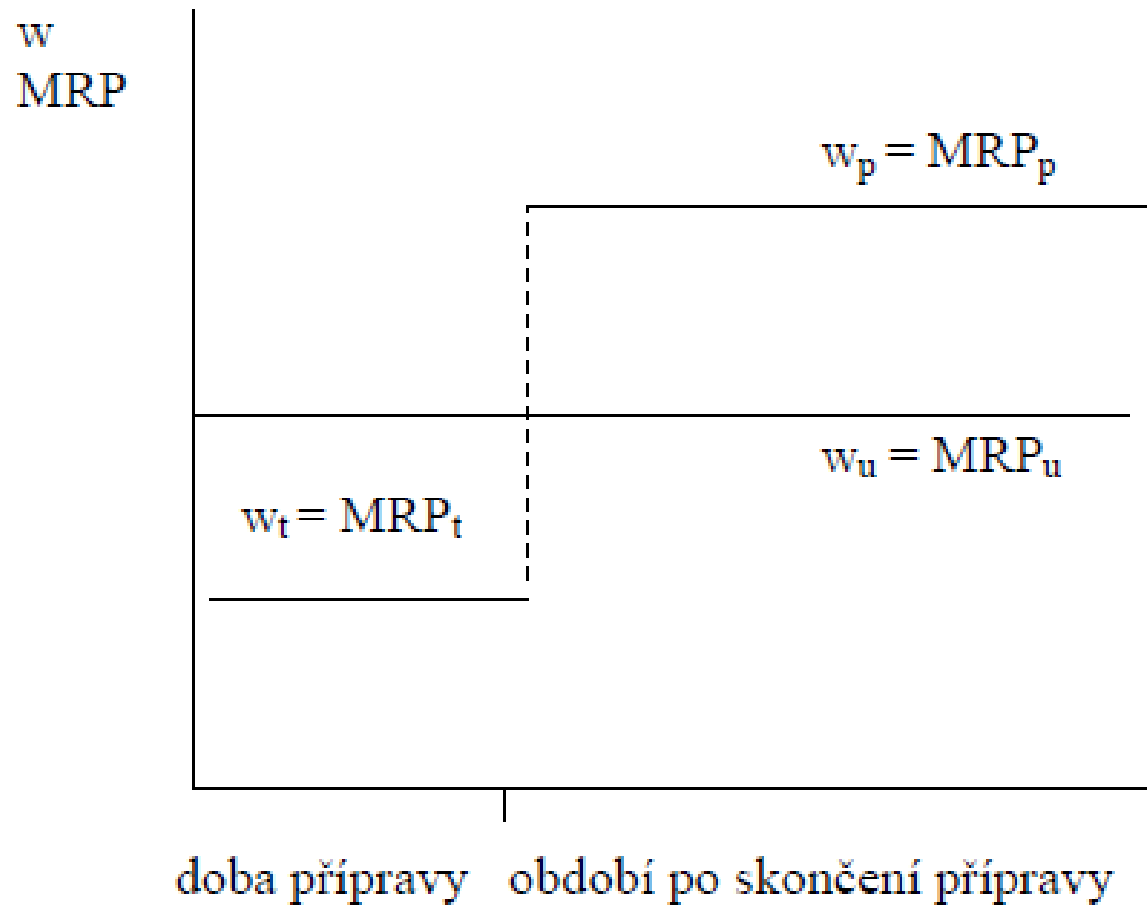 w
MRP
wₚ = MRPₚ
wᵤ = MRPᵤ
wₜ = MRPₜ
doba přípravy období po skončení přípravy